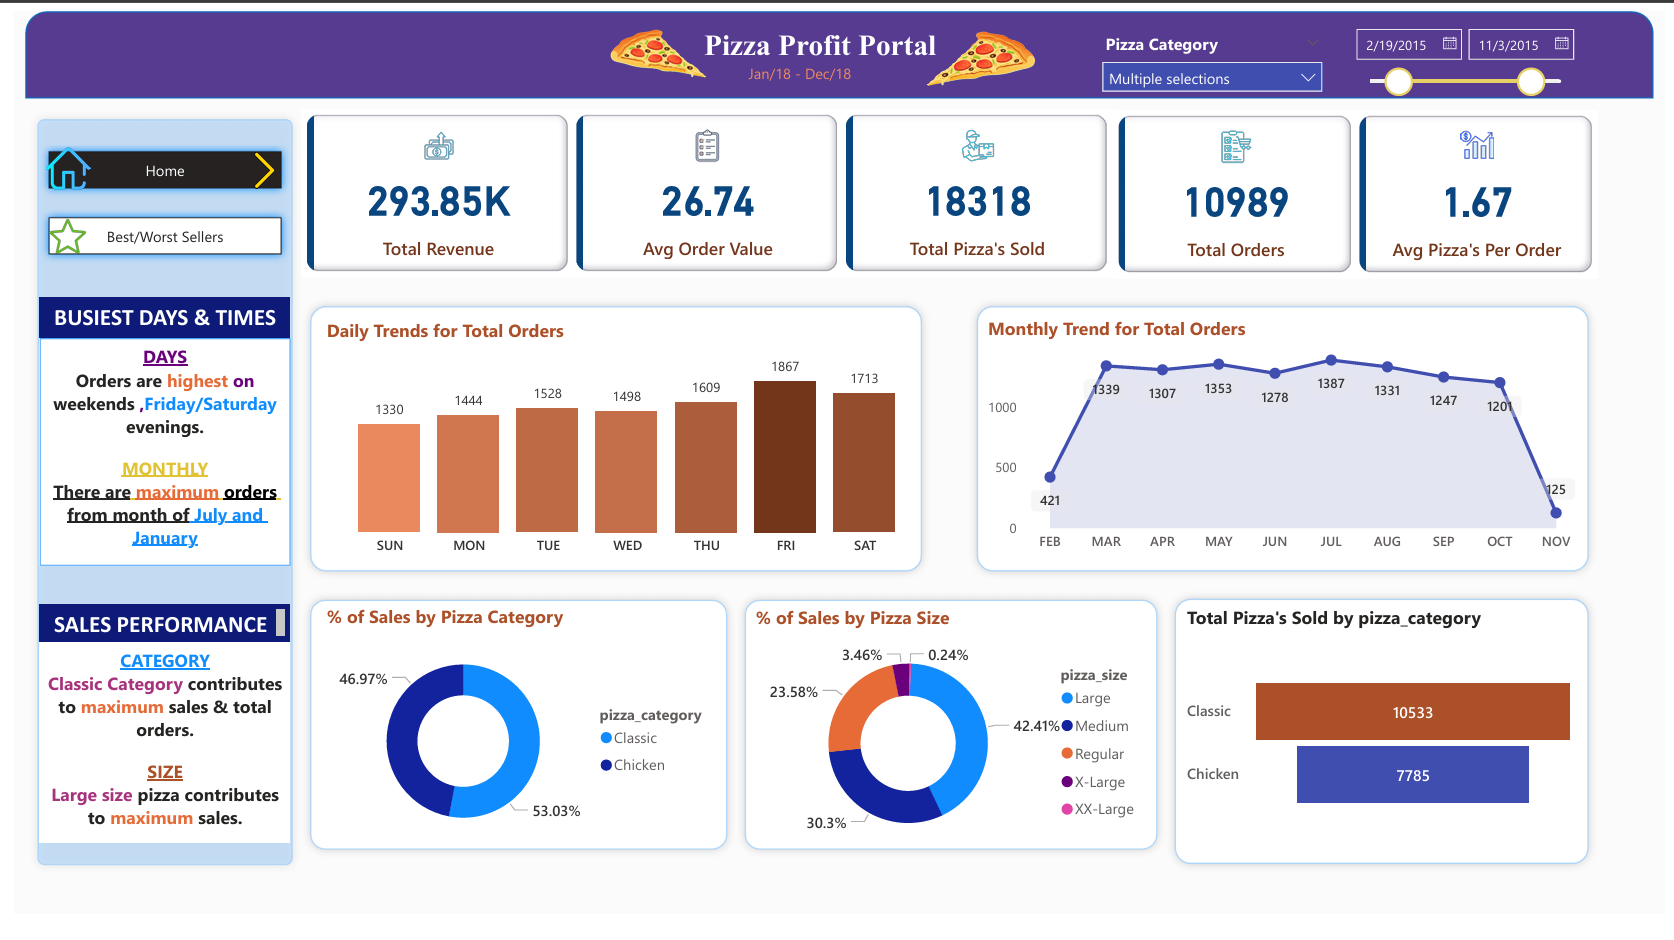 Pizza Profit Portal
Jan/18 - Dec/18
Pizza Category
Multiple selections
2/19/2015
11/3/2015
Home
Best/Worst Sellers
293.85K
Total Revenue
26.74
Avg Order Value
18318
Total Pizza's Sold
10989
Total Orders
1.67
Avg Pizza's Per Order
BUSIEST DAYS & TIMES
DAYS
Orders are highest on
weekends ,Friday/Saturday
evenings.
MONTHLY
There are maximum orders
from month of July and
January
SALES PERFORMANCE
CATEGORY
Classic Category contributes
to maximum sales & total
orders.
SIZE
Large size pizza contributes
to maximum sales.
Daily Trends for Total Orders
1330
1444
1528
1498
1609
1867
1713
SUN MON TUE WED THU FRI SAT
Monthly Trend for Total Orders
1000
500
0
421
1339
1307
1353
1278
1387
1331
1247
1201
125
FEB MAR APR MAY JUN JUL AUG SEP OCT NOV
% of Sales by Pizza Category
46.97%
53.03%
pizza_category
Classic
Chicken
% of Sales by Pizza Size
3.46%
0.24%
23.58%
42.41%
30.3%
pizza_size
Large
Medium
Regular
X-Large
XX-Large
Total Pizza's Sold by pizza_category
Classic
10533
Chicken
7785